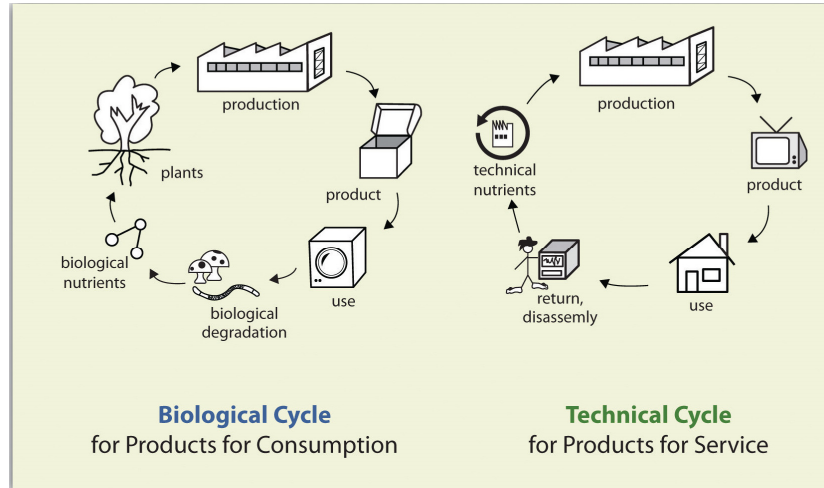 production
plants
product
biological
nutrients
biological
degradation
use
Biological Cycle
for Products for Consumption
production
technical
nutrients
product
return,
disassemly
use
Technical Cycle
for Products for Service